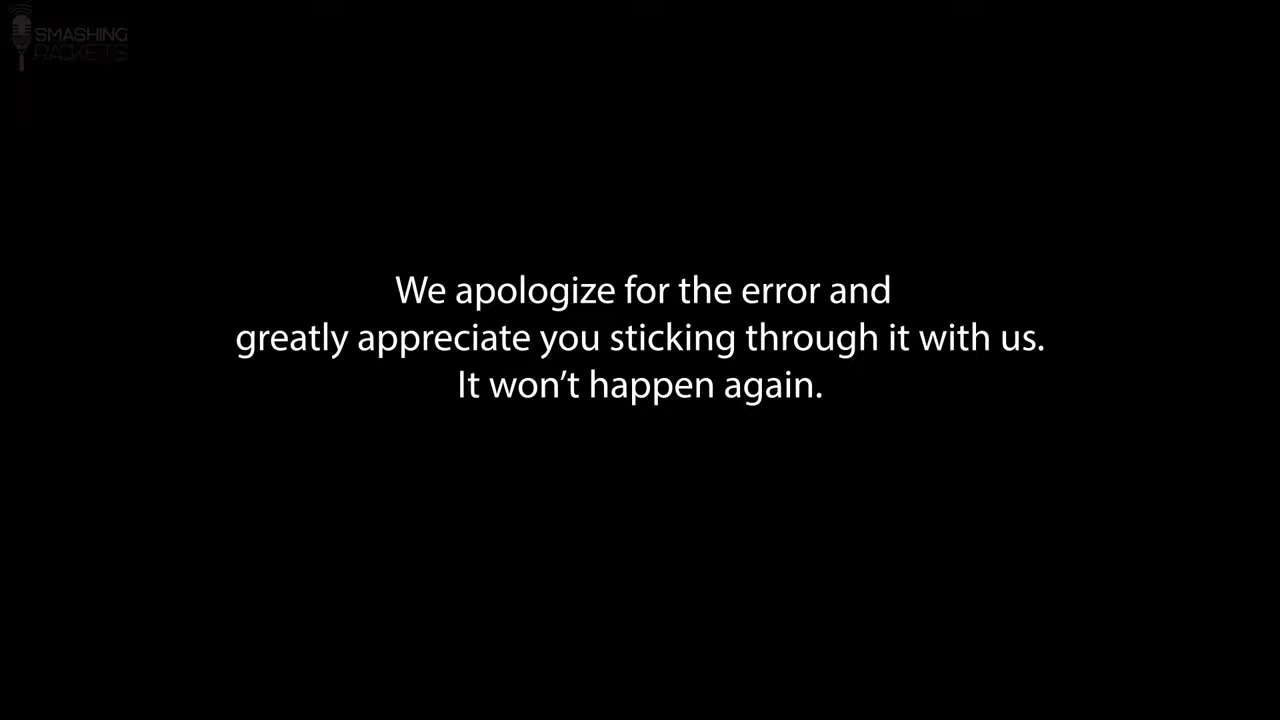 SMASHING
RACKETS
We apologize for the error and
greatly appreciate you sticking through it with us.
It won’t happen again.